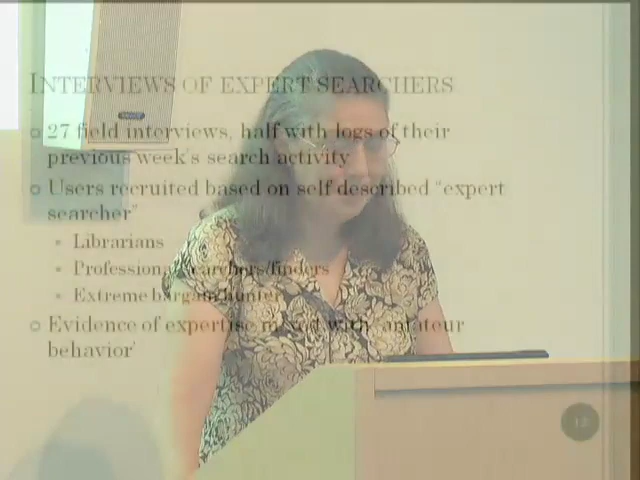 INTERVIEWS OF EXPERT SEARCHERS
27 field interviews, half with logs of their
previous week's search activity
Users recruited based on self described "expert
searcher"
Librarians
Professional searchers/finders
Extreme bargain hunter
Evidence of expertise mixed with 'amateur
behavior'